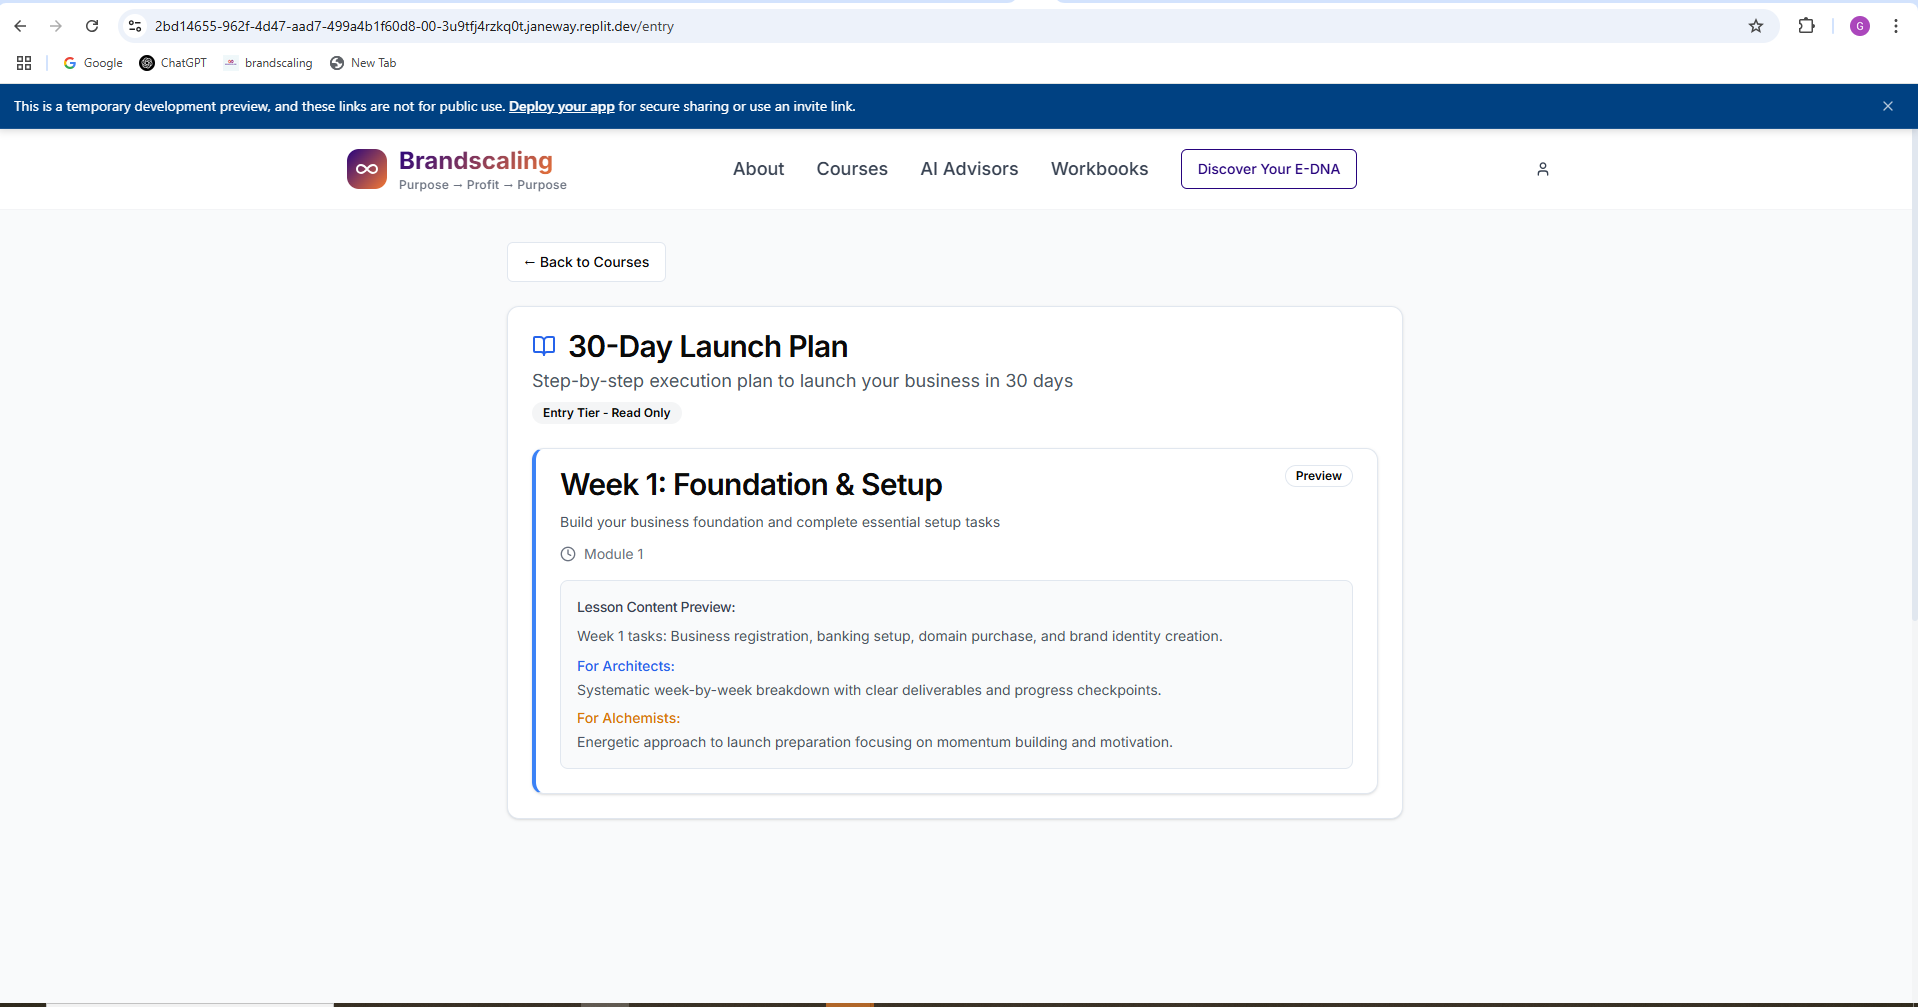 2bd14655-962f-4d47-aad7-499a4b1f60d8-00-3u9tfj4rzkq0t.janeway.replit.dev/entry
G
Google
ChatGPT
brandscaling
New Tab
This is a temporary development preview, and these links are not for public use. Deploy your app for secure sharing or use an invite link.
Brandscaling
Purpose → Profit → Purpose
About
Courses
AI Advisors
Workbooks
Discover Your E-DNA
← Back to Courses
30-Day Launch Plan
Step-by-step execution plan to launch your business in 30 days
Entry Tier - Read Only
Week 1: Foundation & Setup
Preview
Build your business foundation and complete essential setup tasks
Module 1
Lesson Content Preview:
Week 1 tasks: Business registration, banking setup, domain purchase, and brand identity creation.
For Architects:
Systematic week-by-week breakdown with clear deliverables and progress checkpoints.
For Alchemists:
Energetic approach to launch preparation focusing on momentum building and motivation.